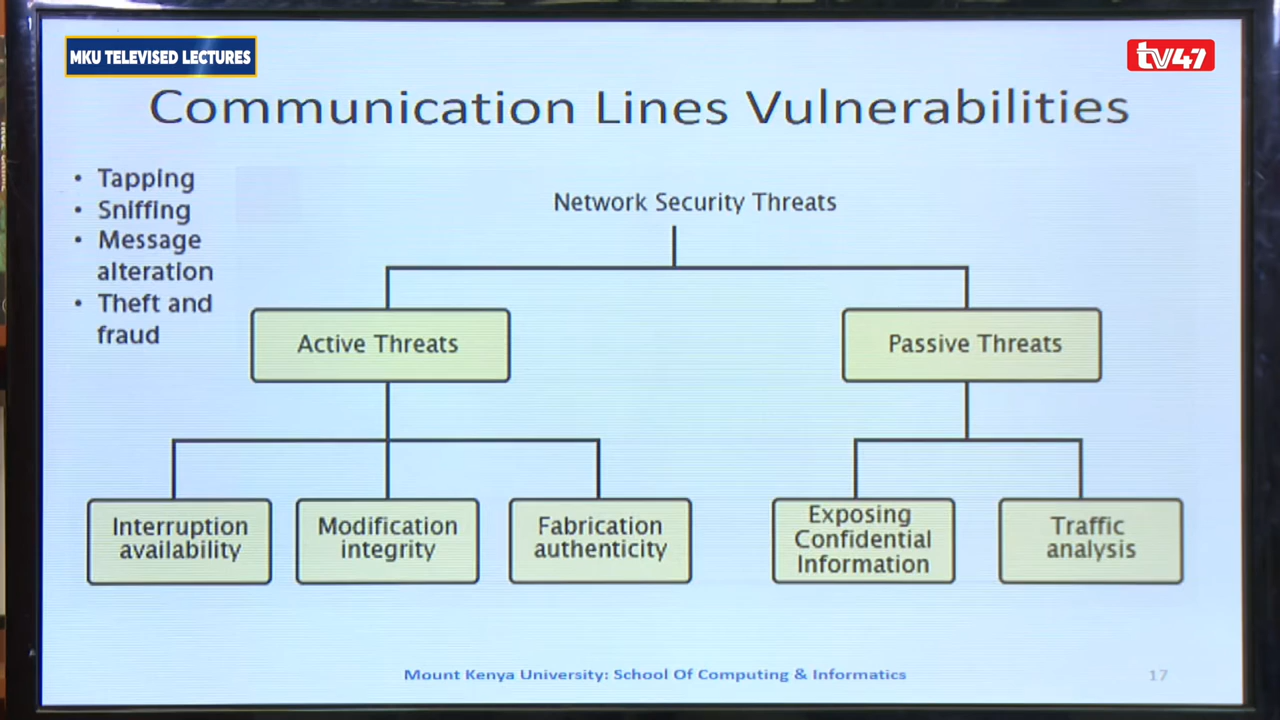 MKU TELEVISED LECTURES
tv47
Communication Lines Vulnerabilities
• Tapping
• Sniffing
• Message
alteration
• Theft and
fraud
Network Security Threats
Active Threats
Passive Threats
Interruption
availability
Modification
integrity
Fabrication
authenticity
Exposing
Confidential
Information
Traffic
analysis
Mount Kenya University: School Of Computing & Informatics
17